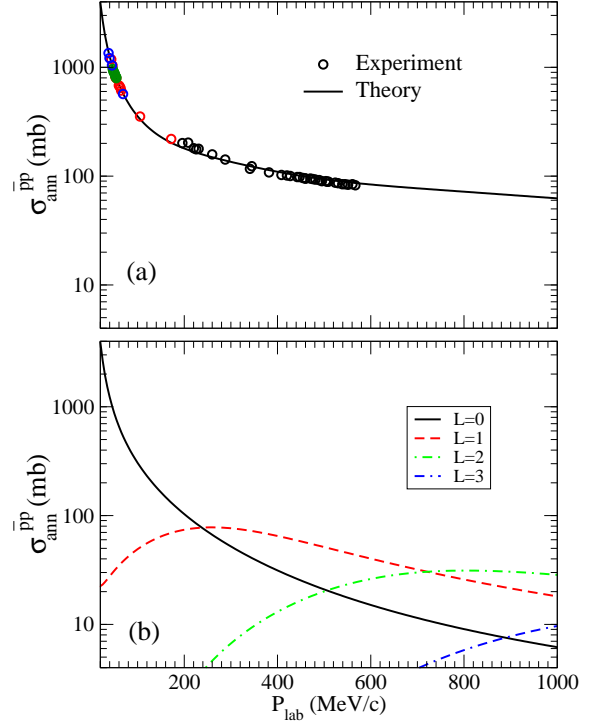 1000
100
10
σ_ann^p̄p (mb)
Experiment
Theory
(a)
1000
100
10
σ_ann^p̄p (mb)
L=0
L=1
L=2
L=3
(b)
200 400 600 800 1000
P_lab (MeV/c)